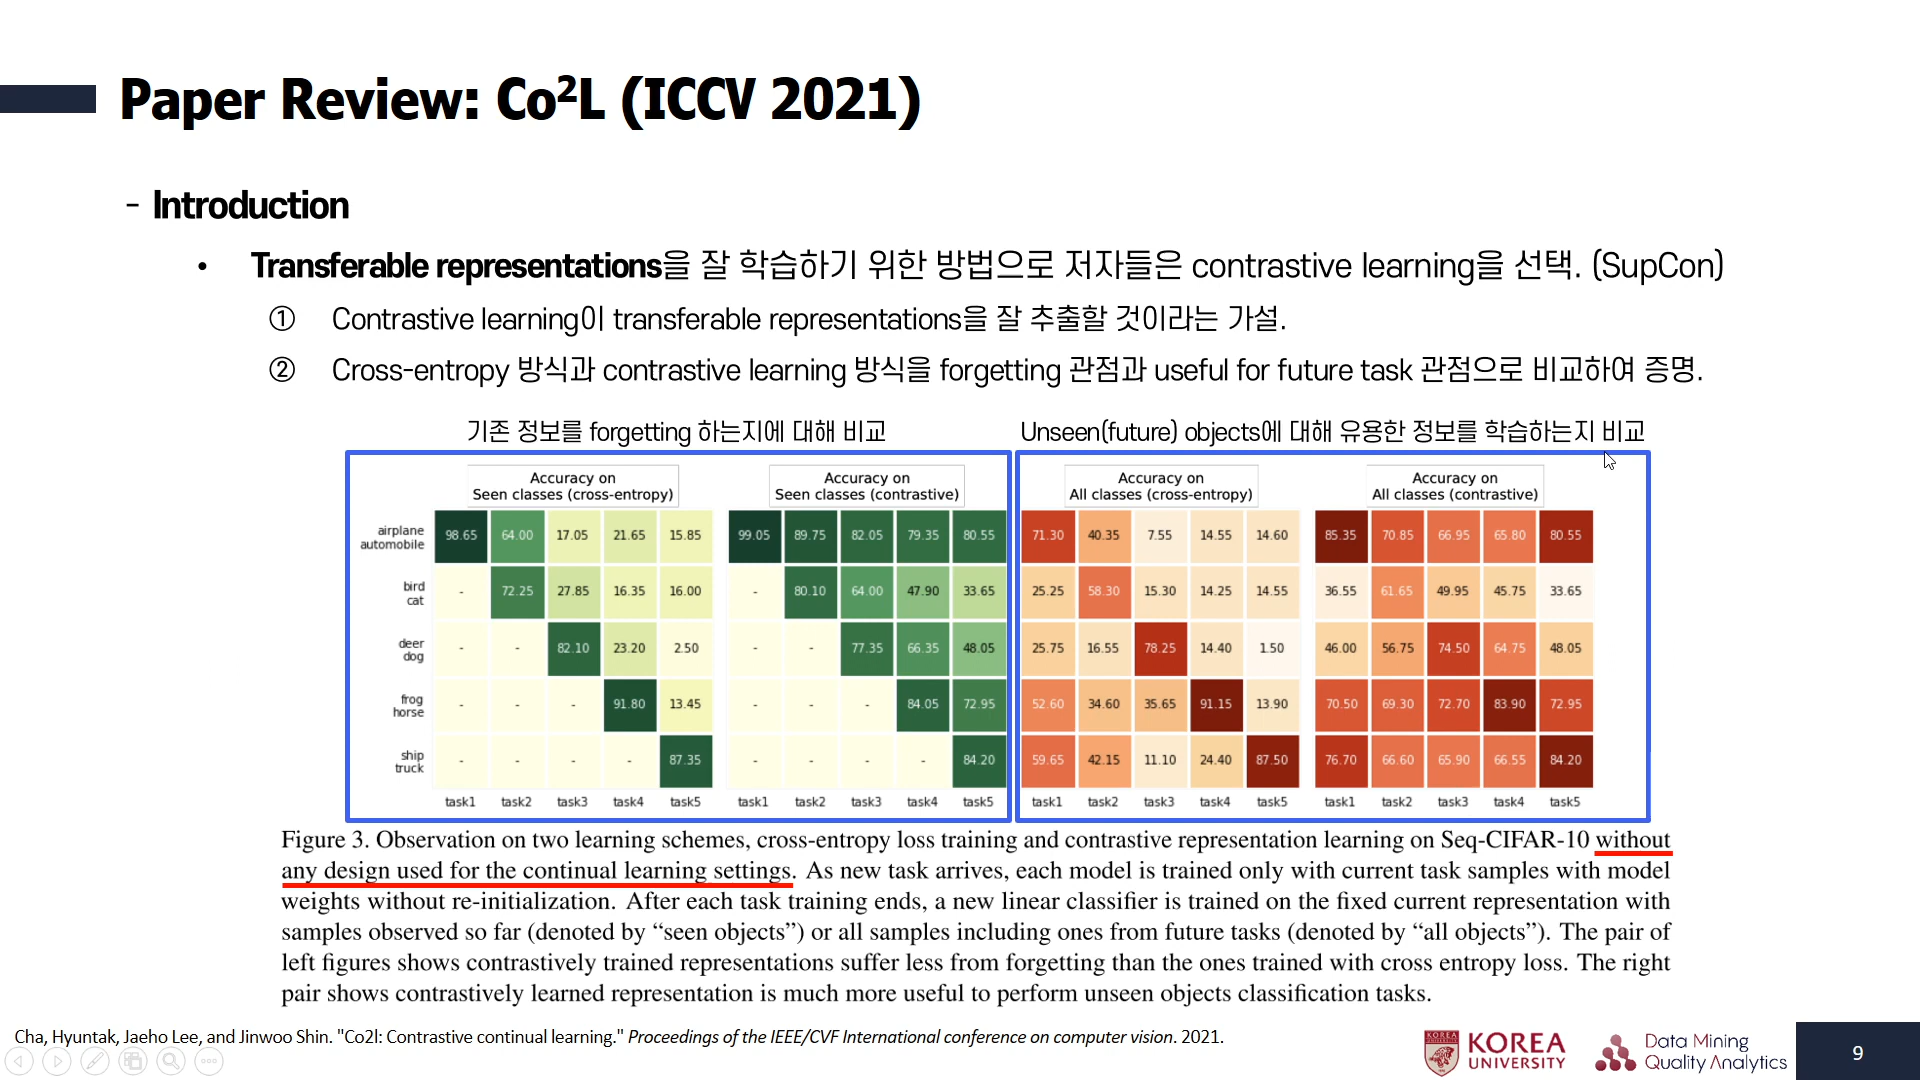 Paper Review: Co²L (ICCV 2021)
- Introduction
• Transferable representations을 잘 학습하기 위한 방법으로 저자들은 contrastive learning을 선택. (SupCon)
① Contrastive learning이 transferable representations을 잘 추출할 것이라는 가설.
② Cross-entropy 방식과 contrastive learning 방식을 forgetting 관점과 useful for future task 관점으로 비교하여 증명.
기존 정보를 forgetting 하는지에 대해 비교
Unseen(future) objects에 대해 유용한 정보를 학습하는지 비교
Accuracy on
Seen classes (cross-entropy)
Accuracy on
Seen classes (contrastive)
Accuracy on
All classes (cross-entropy)
Accuracy on
All classes (contrastive)
airplane
automobile
98.65 64.00 17.05 21.65 15.85 99.05 89.75 82.05 79.35 80.55 71.30 40.35 7.55 14.55 14.60 85.35 70.85 66.95 65.80 80.55
bird
cat
- 72.25 27.85 16.35 16.00 - 80.10 64.00 47.90 33.65 25.25 58.30 15.30 14.25 14.55 36.55 61.65 49.95 45.75 33.65
deer
dog
- - 82.10 23.20 2.50 - - 77.35 66.35 48.05 25.75 16.55 78.25 14.40 1.50 46.00 56.75 74.50 64.75 48.05
frog
horse
- - - 91.80 13.45 - - - 84.05 72.95 52.60 34.60 35.65 91.15 13.90 70.50 69.30 72.70 83.90 72.95
ship
truck
- - - - 87.35 - - - - 84.20 59.65 42.15 11.10 24.40 87.50 76.70 66.60 65.90 66.55 84.20
task1 task2 task3 task4 task5 task1 task2 task3 task4 task5 task1 task2 task3 task4 task5 task1 task2 task3 task4 task5
Figure 3. Observation on two learning schemes, cross-entropy loss training and contrastive representation learning on Seq-CIFAR-10 without
any design used for the continual learning settings. As new task arrives, each model is trained only with current task samples with model
weights without re-initialization. After each task training ends, a new linear classifier is trained on the fixed current representation with
samples observed so far (denoted by “seen objects”) or all samples including ones from future tasks (denoted by “all objects”). The pair of
left figures shows contrastively trained representations suffer less from forgetting than the ones trained with cross entropy loss. The right
pair shows contrastively learned representation is much more useful to perform unseen objects classification tasks.
Cha, Hyuntak, Jaeho Lee, and Jinwoo Shin. "Co2l: Contrastive continual learning." Proceedings of the IEEE/CVF International conference on computer vision. 2021.
KOREA
UNIVERSITY
Data Mining
Quality Analytics
9